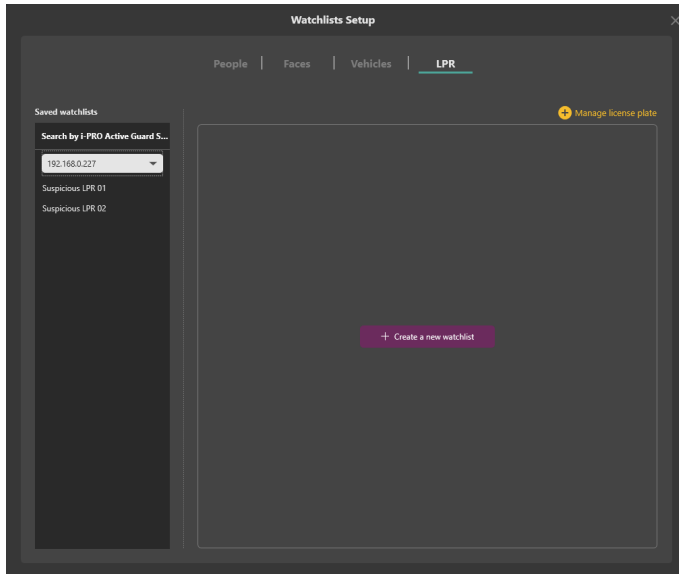 Watchlists Setup
People
Faces
Vehicles
LPR
Saved watchlists
Manage license plate
Search by i-PRO Active Guard S...
192.168.0.227
Suspicious LPR 01
Suspicious LPR 02
+ Create a new watchlist